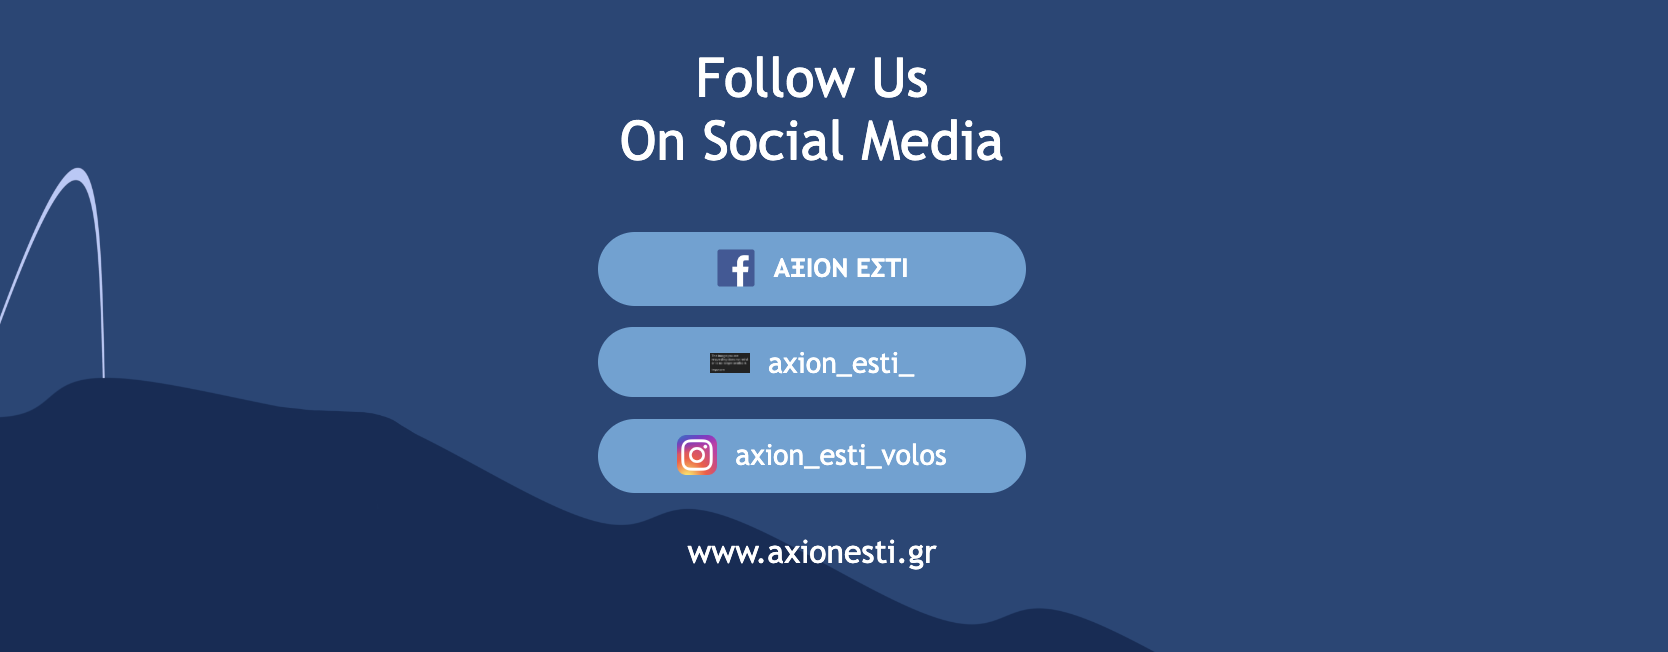 Follow Us
On Social Media
ΑΞΙΟΝ ΕΣΤΙ
axion_esti_
axion_esti_volos
www.axionesti.gr